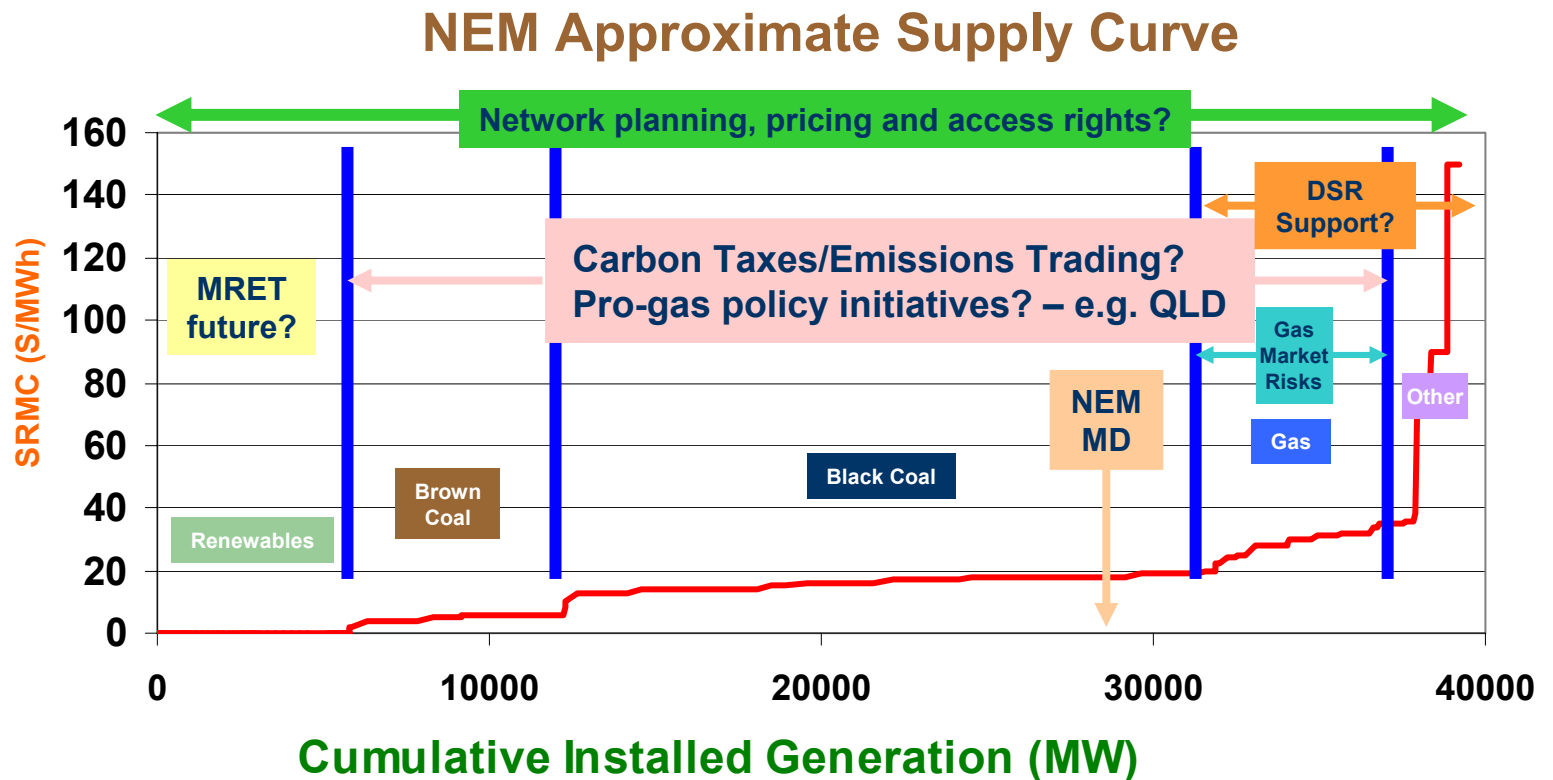 NEM Approximate Supply Curve
Network planning, pricing and access rights?
160
140
120
100
80
60
40
20
0
SRMC (S/MWh)
MRET
future?
Carbon Taxes/Emissions Trading?
Pro-gas policy initiatives? – e.g. QLD
DSR
Support?
Gas
Market
Risks
NEM
MD
Other
Gas
Black Coal
Brown
Coal
Renewables
0
10000
20000
30000
40000
Cumulative Installed Generation (MW)